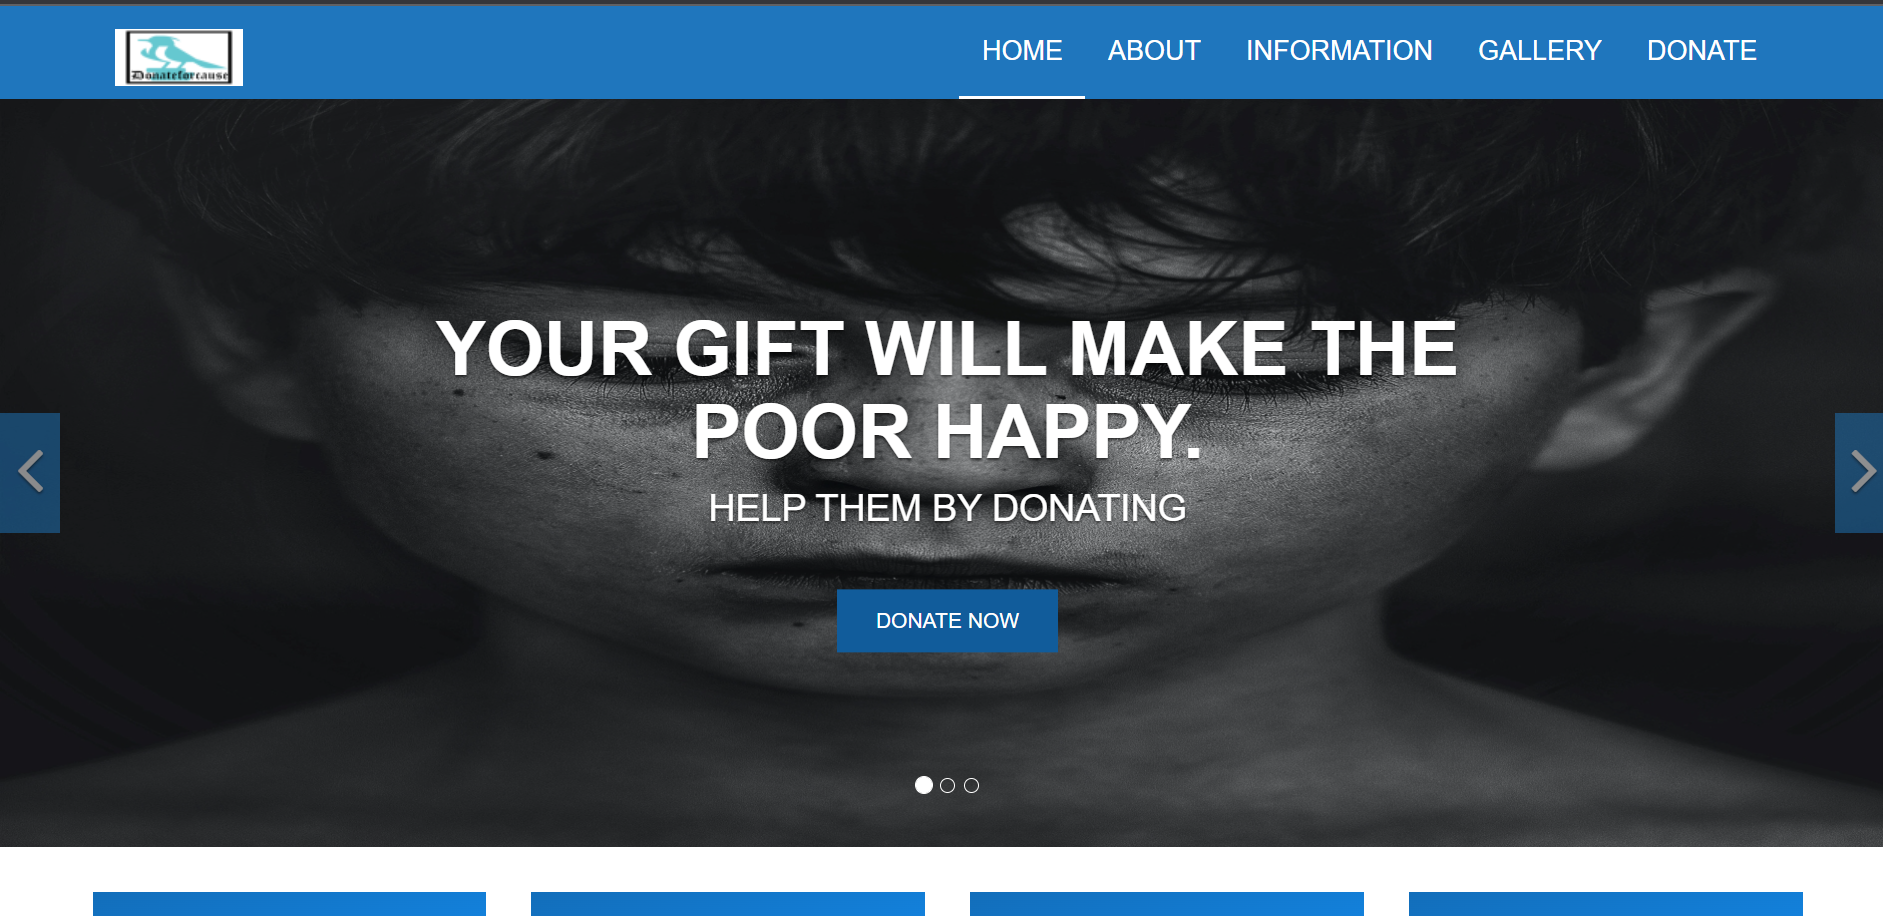 Donateforcause
HOME ABOUT INFORMATION GALLERY DONATE
YOUR GIFT WILL MAKE THE
POOR HAPPY.
HELP THEM BY DONATING
DONATE NOW